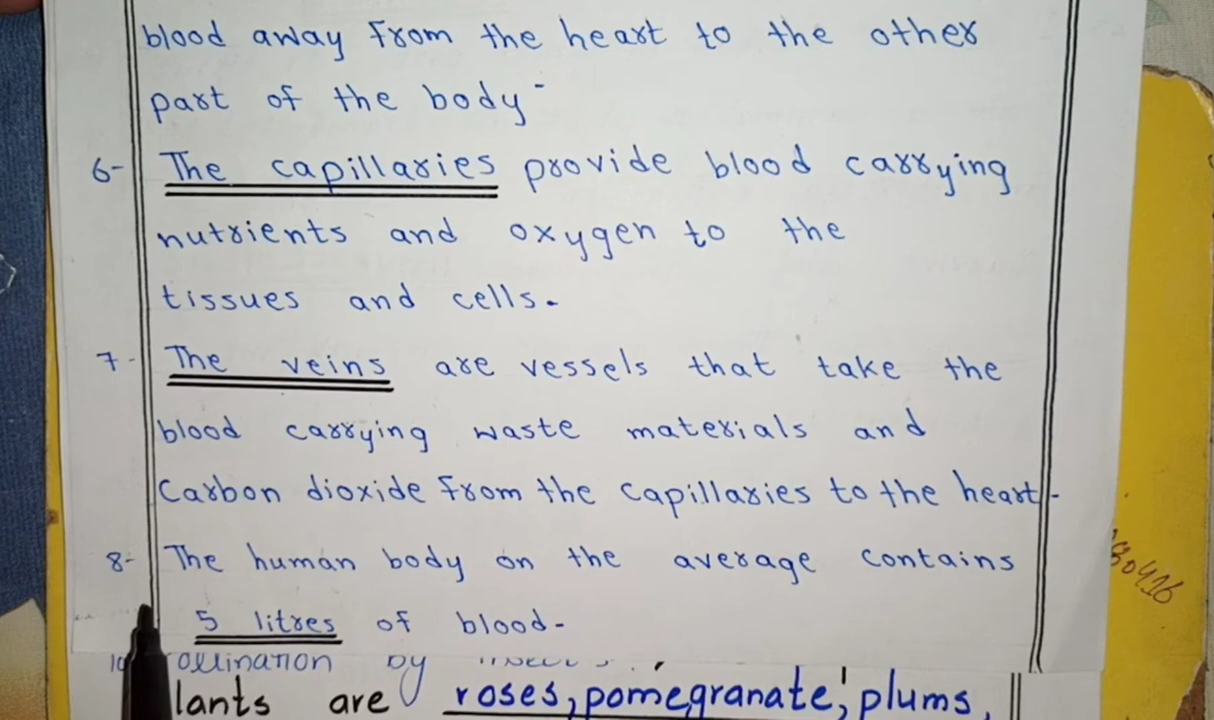 blood away from the heart to the other
part of the body-
6- The capillaries provide blood carrying
nutrients and oxygen to the
tissues and cells.
7- The veins are vessels that take the
blood carrying waste materials and
Carbon dioxide from the capillaries to the heart-
8- The human body on the average contains
5 litres of blood-
by
lants are roses, pomegranate, plums,